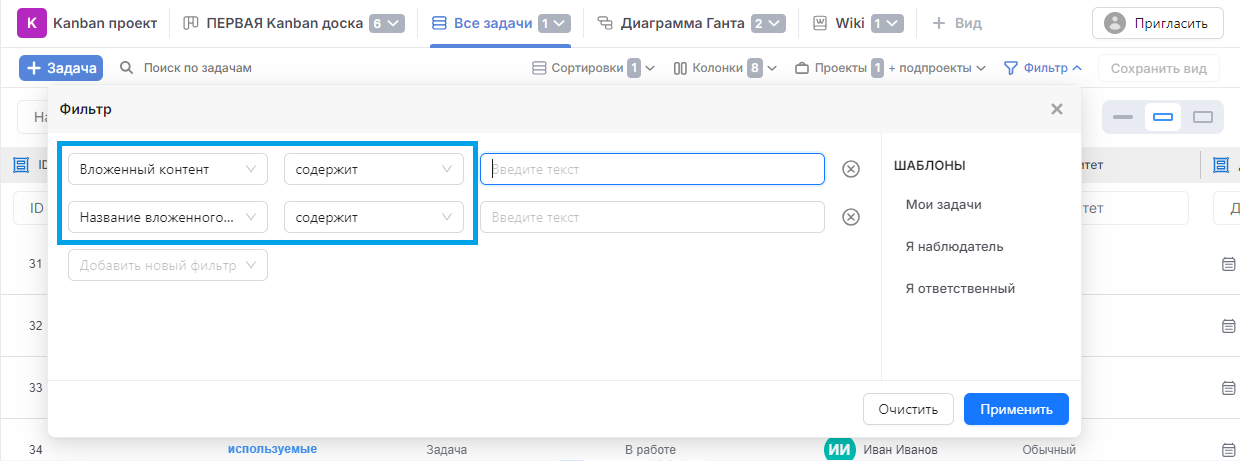 K Kanban проект ПЕРВАЯ Kanban доска 6 Все задачи 1 Диаграмма Ганта 2 Wiki 1 + Вид Пригласить
+ Задача Поиск по задачам Сортировки 1 Колонки 8 Проекты 1 + подпроекты Фильтр Сохранить вид
Фильтр
Вложенный контент содержит Введите текст
ШАБЛОНЫ
ID
Мои задачи
Название вложенного... содержит Введите текст
Я наблюдатель
31 Добавить новый фильтр
Я ответственный
32
33
Очистить Применить
34 используемые Задача В работе ИИ Иван Иванов Обычный